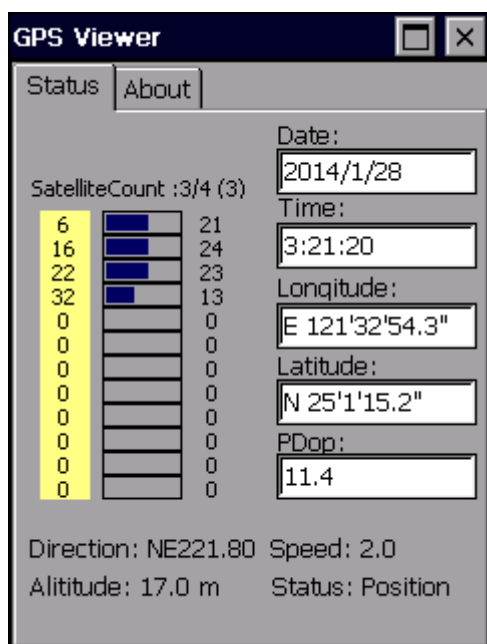 GPS Viewer
Status About
SatelliteCount :3/4 (3)
6 21
16 24
22 23
32 13
0 0
0 0
0 0
0 0
0 0
0 0
0 0
0 0
Date:
2014/1/28
Time:
3:21:20
Longitude:
E 121'32'54.3"
Latitude:
N 25'1'15.2"
PDop:
11.4
Direction: NE221.80 Speed: 2.0
Alititude: 17.0 m Status: Position